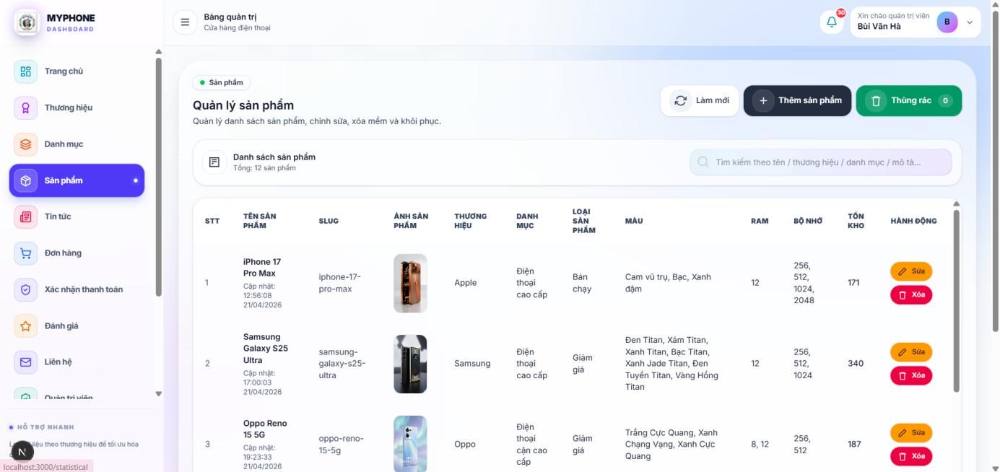 MYPHONE
DASHBOARD
Bảng quản trị
Cửa hàng điện thoại
30
Xin chào quản trị viên
Bùi Văn Hà
B
Trang chủ
Thương hiệu
Danh mục
Sản phẩm
Tin tức
Đơn hàng
Xác nhận thanh toán
Đánh giá
Liên hệ
Quản trị viên
HỖ TRỢ NHANH
liệu theo thương hiệu để tối ưu hóa
N
localhost:3000/statistical
Sản phẩm
Quản lý sản phẩm
Quản lý danh sách sản phẩm, chỉnh sửa, xóa mềm và khôi phục.
Làm mới
Thêm sản phẩm
Thùng rác 0
Danh sách sản phẩm
Tổng: 12 sản phẩm
Tìm kiếm theo tên / thương hiệu / danh mục / mô tả...
STT
TÊN SẢN
PHẨM
SLUG
ẢNH SẢN
PHẨM
THƯƠNG
HIỆU
DANH
MỤC
LOẠI
SẢN
PHẨM
MÀU
RAM
BỘ NHỚ
TỒN
KHO
HÀNH ĐỘNG
1
iPhone 17
Pro Max
Cập nhật:
12:56:08
21/04/2026
iphone-17-
pro-max
Apple
Điện
thoại
cao cấp
Bán
chạy
Cam vũ trụ, Bạc, Xanh
đậm
12
256,
512,
1024,
2048
171
Sửa
Xóa
2
Samsung
Galaxy S25
Ultra
Cập nhật:
17:00:03
21/04/2026
samsung-
galaxy-s25-
ultra
Samsung
Điện
thoại
cao cấp
Giảm
giá
Đen Titan, Xám Titan,
Xanh Titan, Bạc Titan,
Xanh Jade Titan, Đen
Tuyền Titan, Vàng Hồng
Titan
12
256,
512,
1024
340
Sửa
Xóa
3
Oppo Reno
15 5G
Cập nhật:
19:23:33
21/04/2026
oppo-reno-
15-5g
Oppo
Điện
thoại
cận cao
cấp
Giảm
giá
Trắng Cực Quang, Xanh
Chạng Vạng, Xanh Cực
Quang
8, 12
256,
512
187
Sửa
Xóa